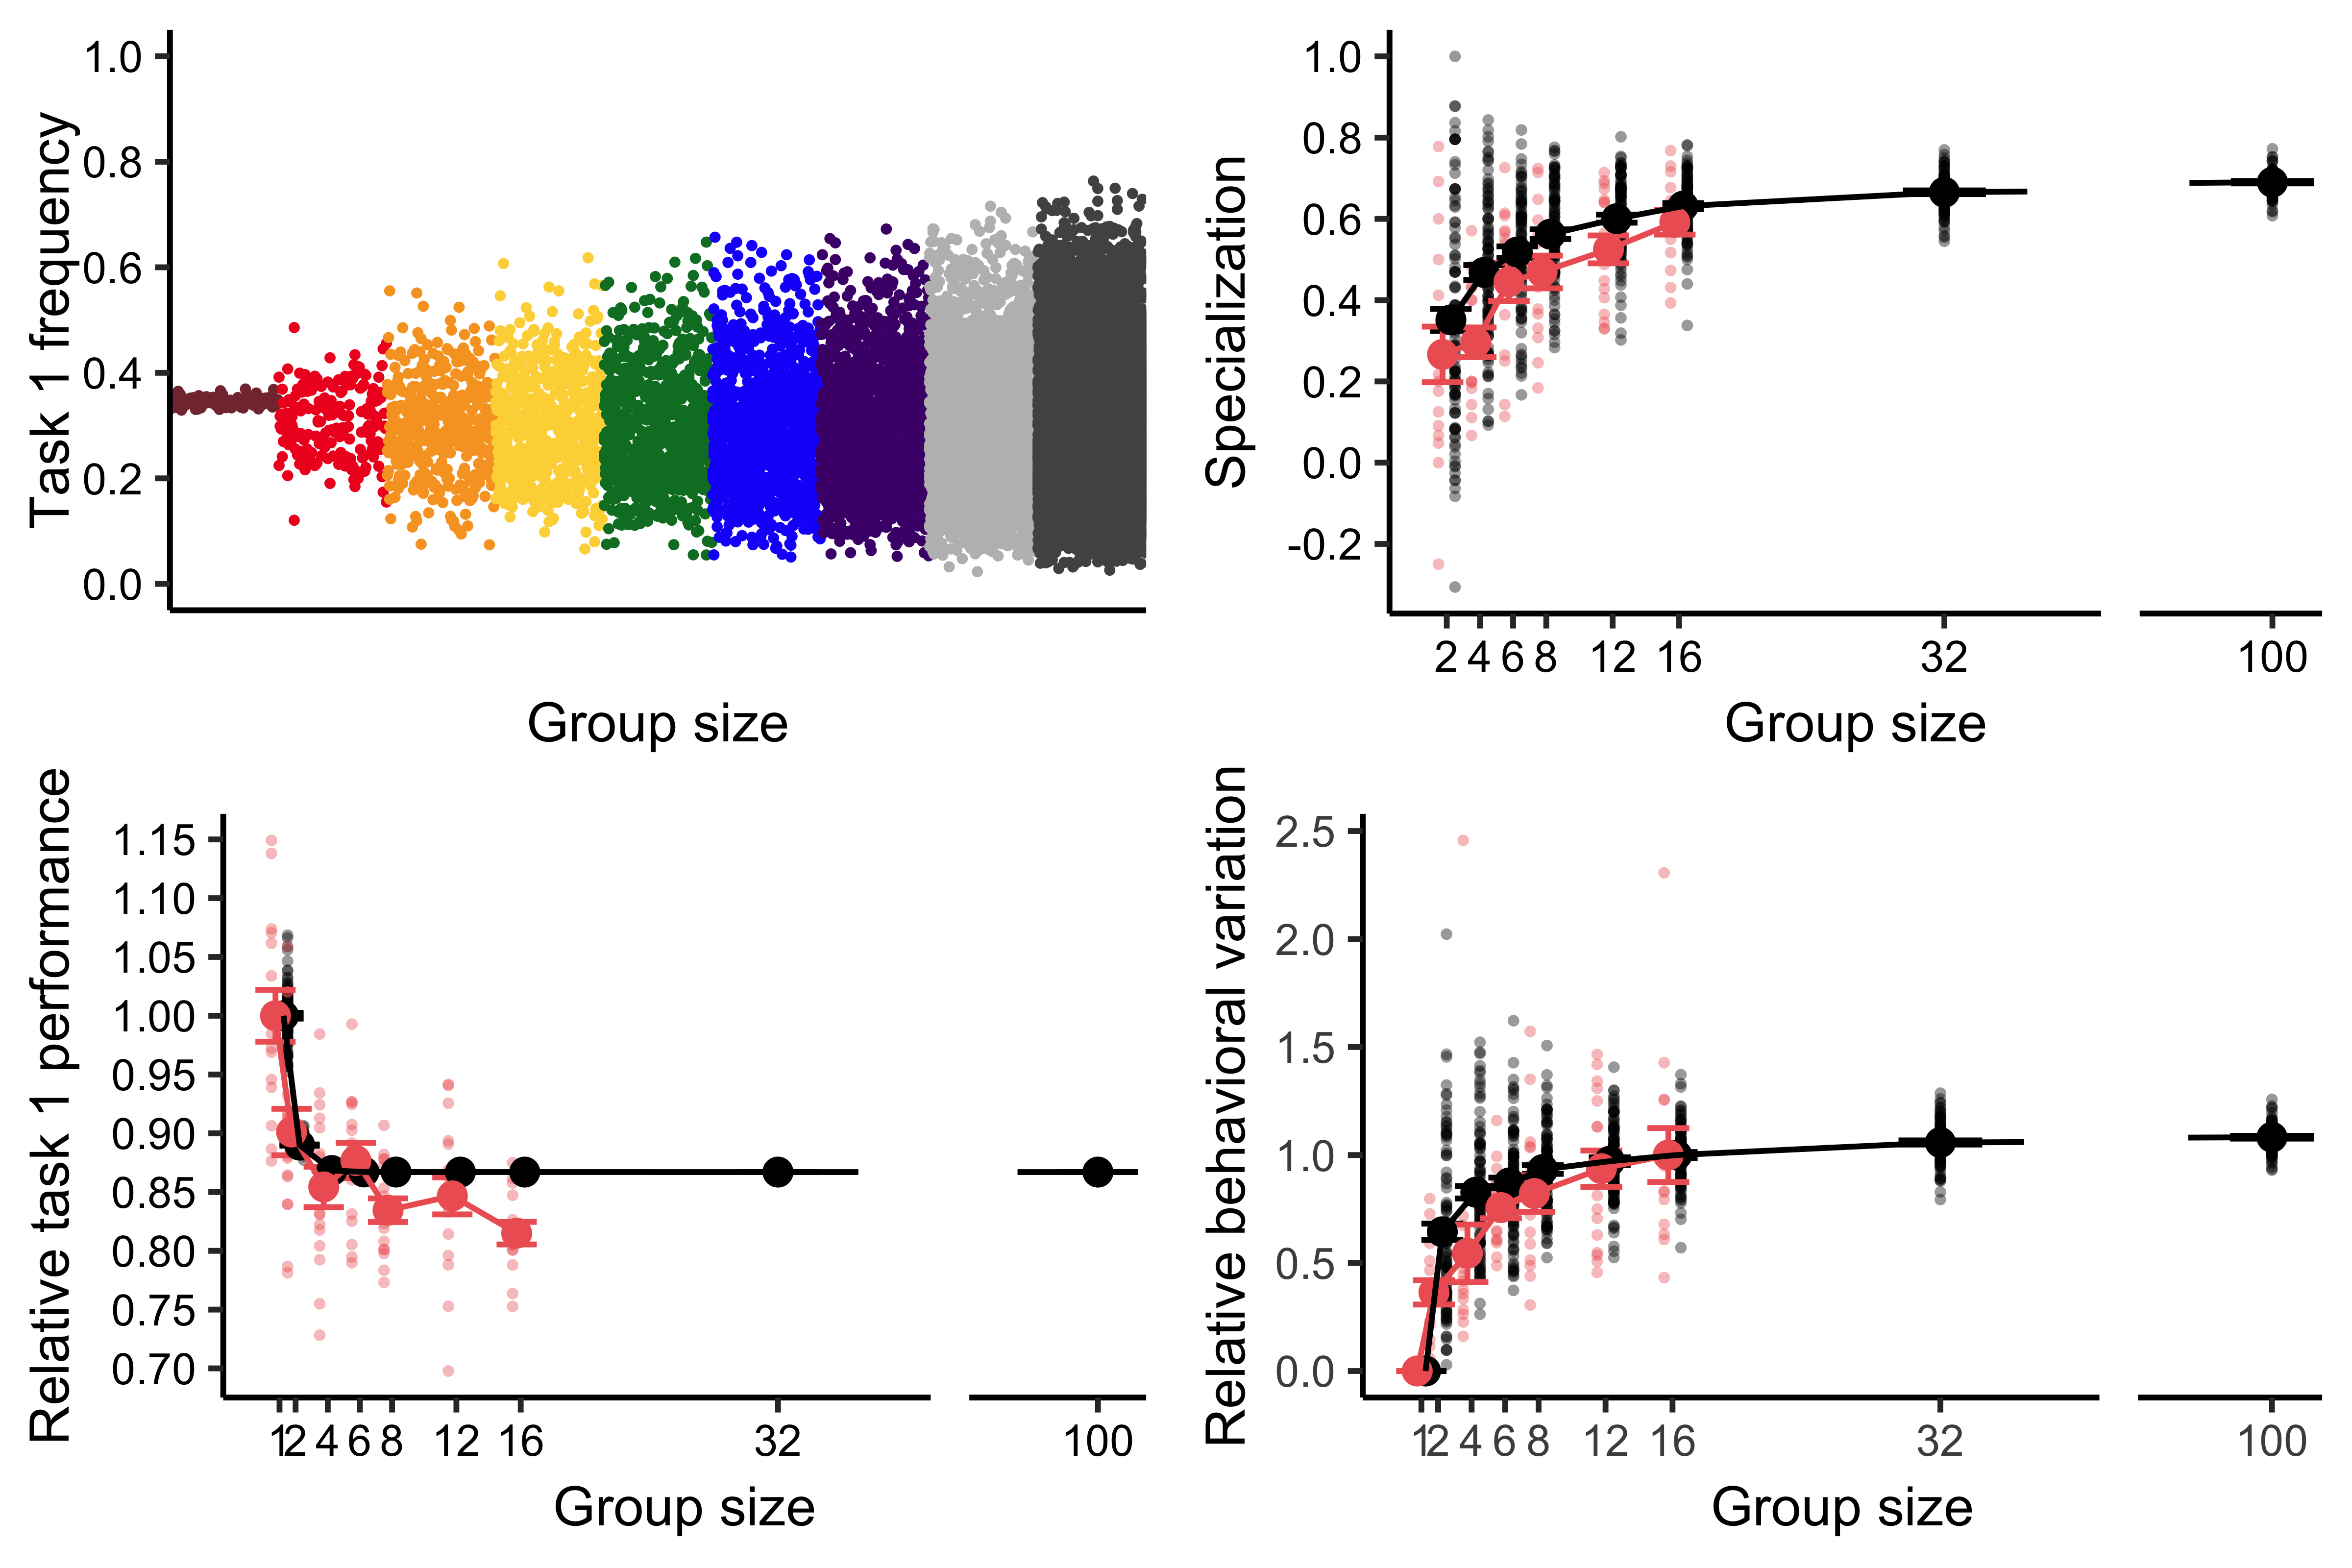 Task 1 frequency
1.0
0.8
0.6
0.4
0.2
0.0
Group size
Specialization
1.0
0.8
0.6
0.4
0.2
0.0
-0.2
2 4 6 8 12 16 32 100
Group size
Relative task 1 performance
1.15
1.10
1.05
1.00
0.95
0.90
0.85
0.80
0.75
0.70
1 2 4 6 8 12 16 32 100
Group size
Relative behavioral variation
2.5
2.0
1.5
1.0
0.5
0.0
1 2 4 6 8 12 16 32 100
Group size